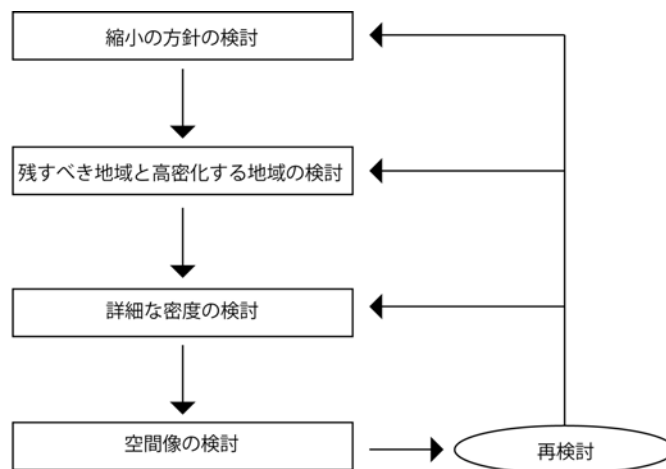 縮小の方針の検討
残すべき地域と高密化する地域の検討
詳細な密度の検討
空間像の検討
再検討